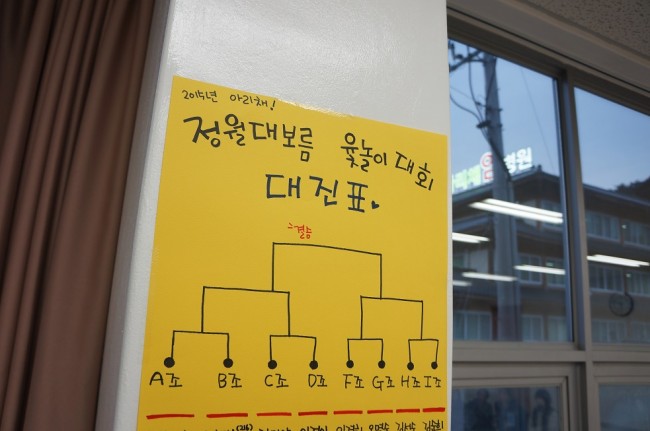 2015년 아리채!
정월대보름 윷놀이 대회
대진표
결승
A조 B조 C조 D조 F조 G조 H조 I조
병원